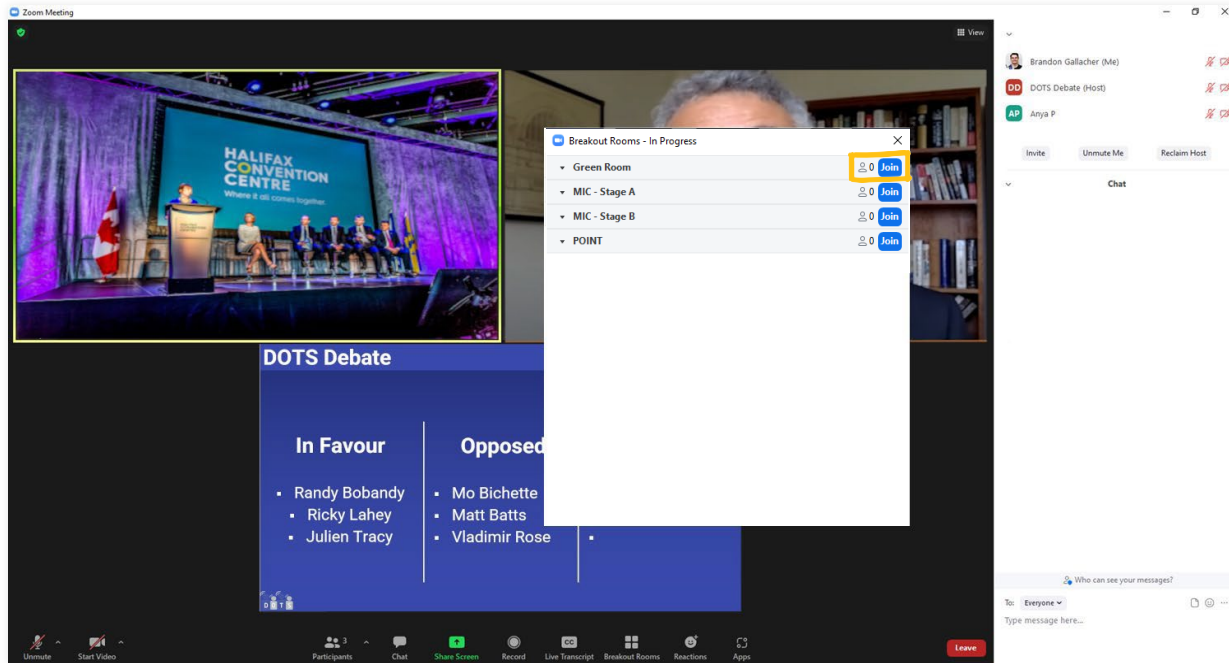 Zoom Meeting
View
HALIFAX
CONVENTION
CENTRE
Where it all comes together.
Breakout Rooms - In Progress
Green Room 0 Join
MIC - Stage A 0 Join
MIC - Stage B 0 Join
POINT 0 Join
DOTS Debate
In Favour
Randy Bobandy
Ricky Lahey
Julien Tracy
Opposed
Mo Bichette
Matt Batts
Vladimir Rose
DOTS
Brandon Gallacher (Me)
DD DOTS Debate (Host)
AP Anya P
Invite Unmute Me Reclaim Host
Chat
Who can see your messages?
To: Everyone
Type message here...
Unmute Start Video Participants 3 Chat Share Screen Record CC Live Transcript Breakout Rooms Reactions Apps Leave